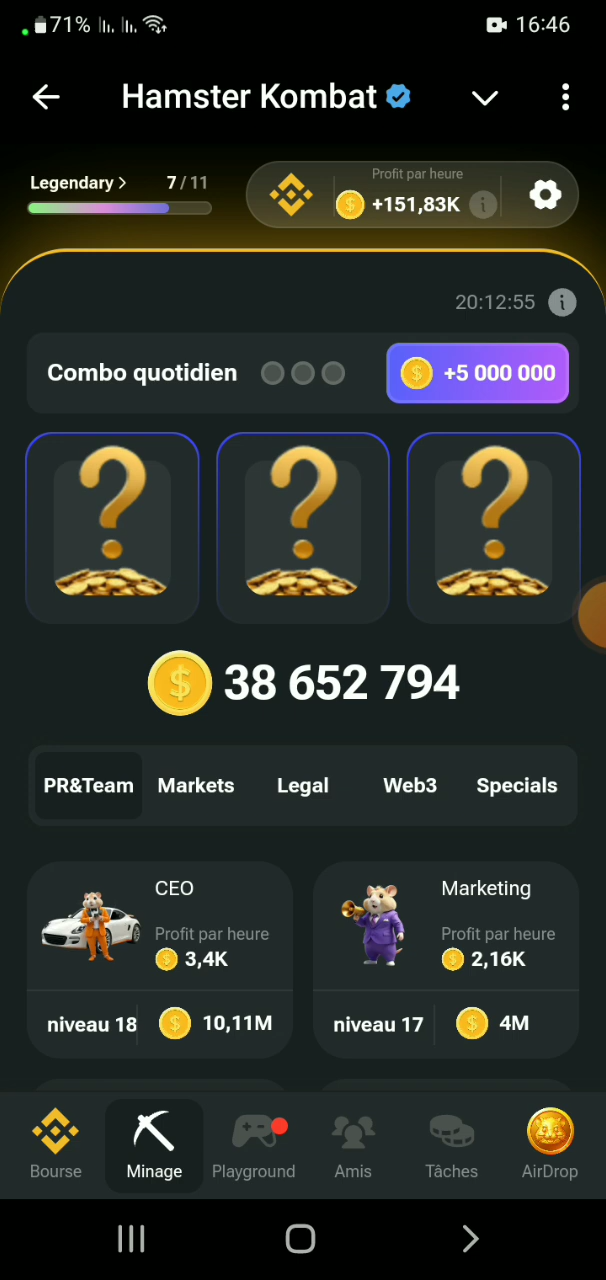 71% 16:46
Hamster Kombat
Legendary > 7 / 11
Profit par heure
+151,83K
20:12:55
Combo quotidien +5 000 000
38 652 794
PR&Team Markets Legal Web3 Specials
CEO
Profit par heure
3,4K
niveau 18 10,11M
Marketing
Profit par heure
2,16K
niveau 17 4M
Bourse Minage Playground Amis Tâches AirDrop